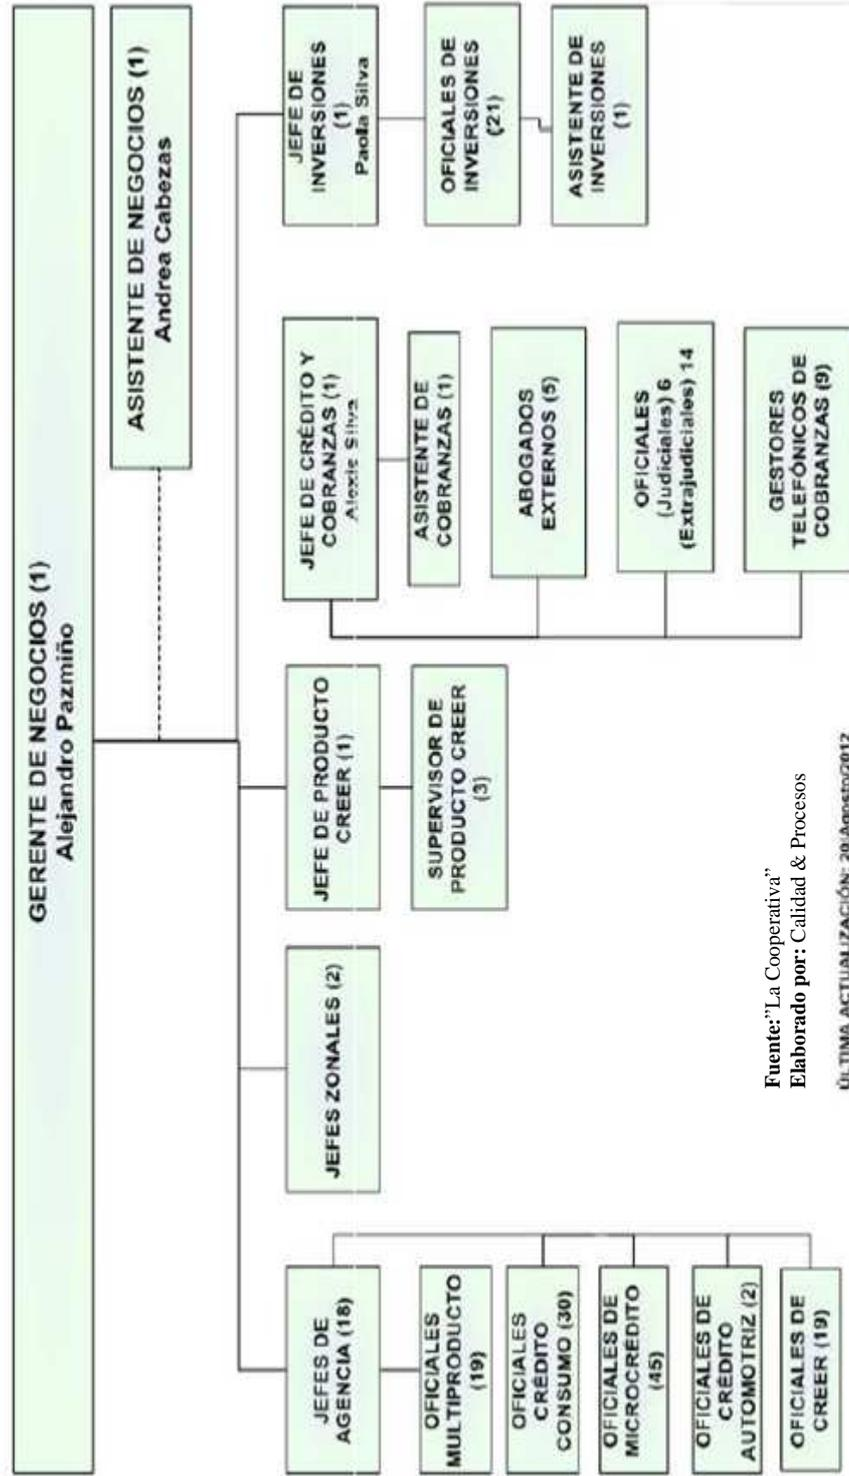 GERENTE DE NEGOCIOS (1)
Alejandro Pazmiño
ASISTENTE DE NEGOCIOS (1)
Andrea Cabezas
JEFES DE
AGENCIA (18)
OFICIALES
MULTIPRODUCTO
(19)
OFICIALES
CRÉDITO
CONSUMO (30)
OFICIALES DE
MICROCRÉDITO
(45)
OFICIALES DE
CRÉDITO
AUTOMOTRIZ (2)
OFICIALES DE
CREER (19)
JEFES ZONALES (2)
JEFE DE PRODUCTO
CREER (1)
SUPERVISOR DE
PRODUCTO CREER
(3)
JEFE DE CRÉDITO Y
COBRANZAS (1)
Alexis Silva
ASISTENTE DE
COBRANZAS (1)
ABOGADOS
EXTERNOS (5)
OFICIALES
(Judiciales) 6
(Extrajudiciales) 14
GESTORES
TELEFÓNICOS DE
COBRANZAS (9)
JEFE DE
INVERSIONES
(1)
Paola Silva
OFICIALES DE
INVERSIONES
(21)
ASISTENTE DE
INVERSIONES
(1)
Fuente:"La Cooperativa"
Elaborado por: Calidad & Procesos
ÚLTIMA ACTUALIZACIÓN: Agosto/2012